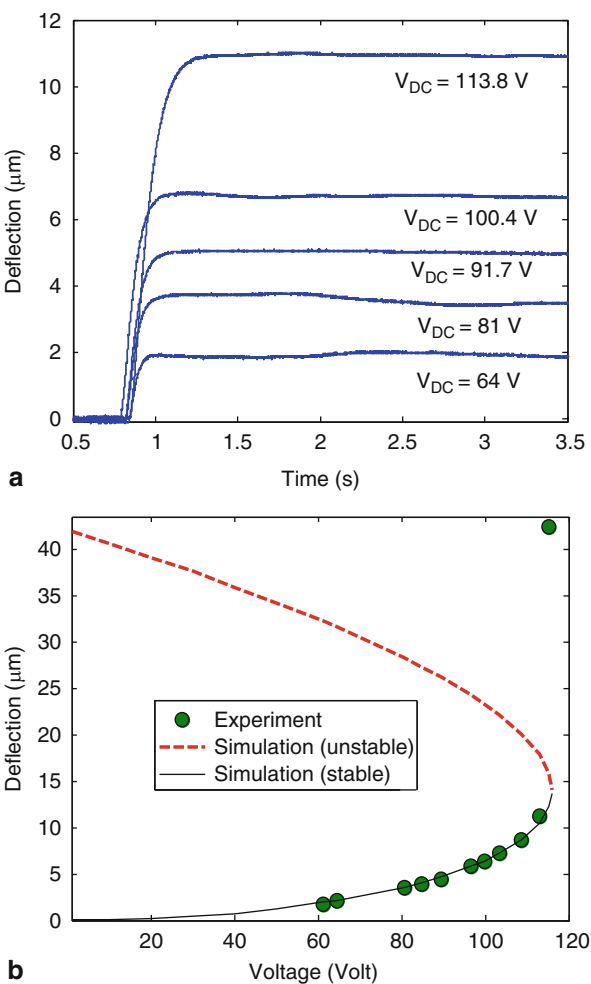 12
10
8
6
4
2
0
Deflection (μm)
V_DC = 113.8 V
V_DC = 100.4 V
V_DC = 91.7 V
V_DC = 81 V
V_DC = 64 V
0.5 1 1.5 2 2.5 3 3.5
Time (s)
a
40
35
30
25
20
15
10
5
0
Deflection (μm)
Experiment
Simulation (unstable)
Simulation (stable)
20 40 60 80 100 120
Voltage (Volt)
b